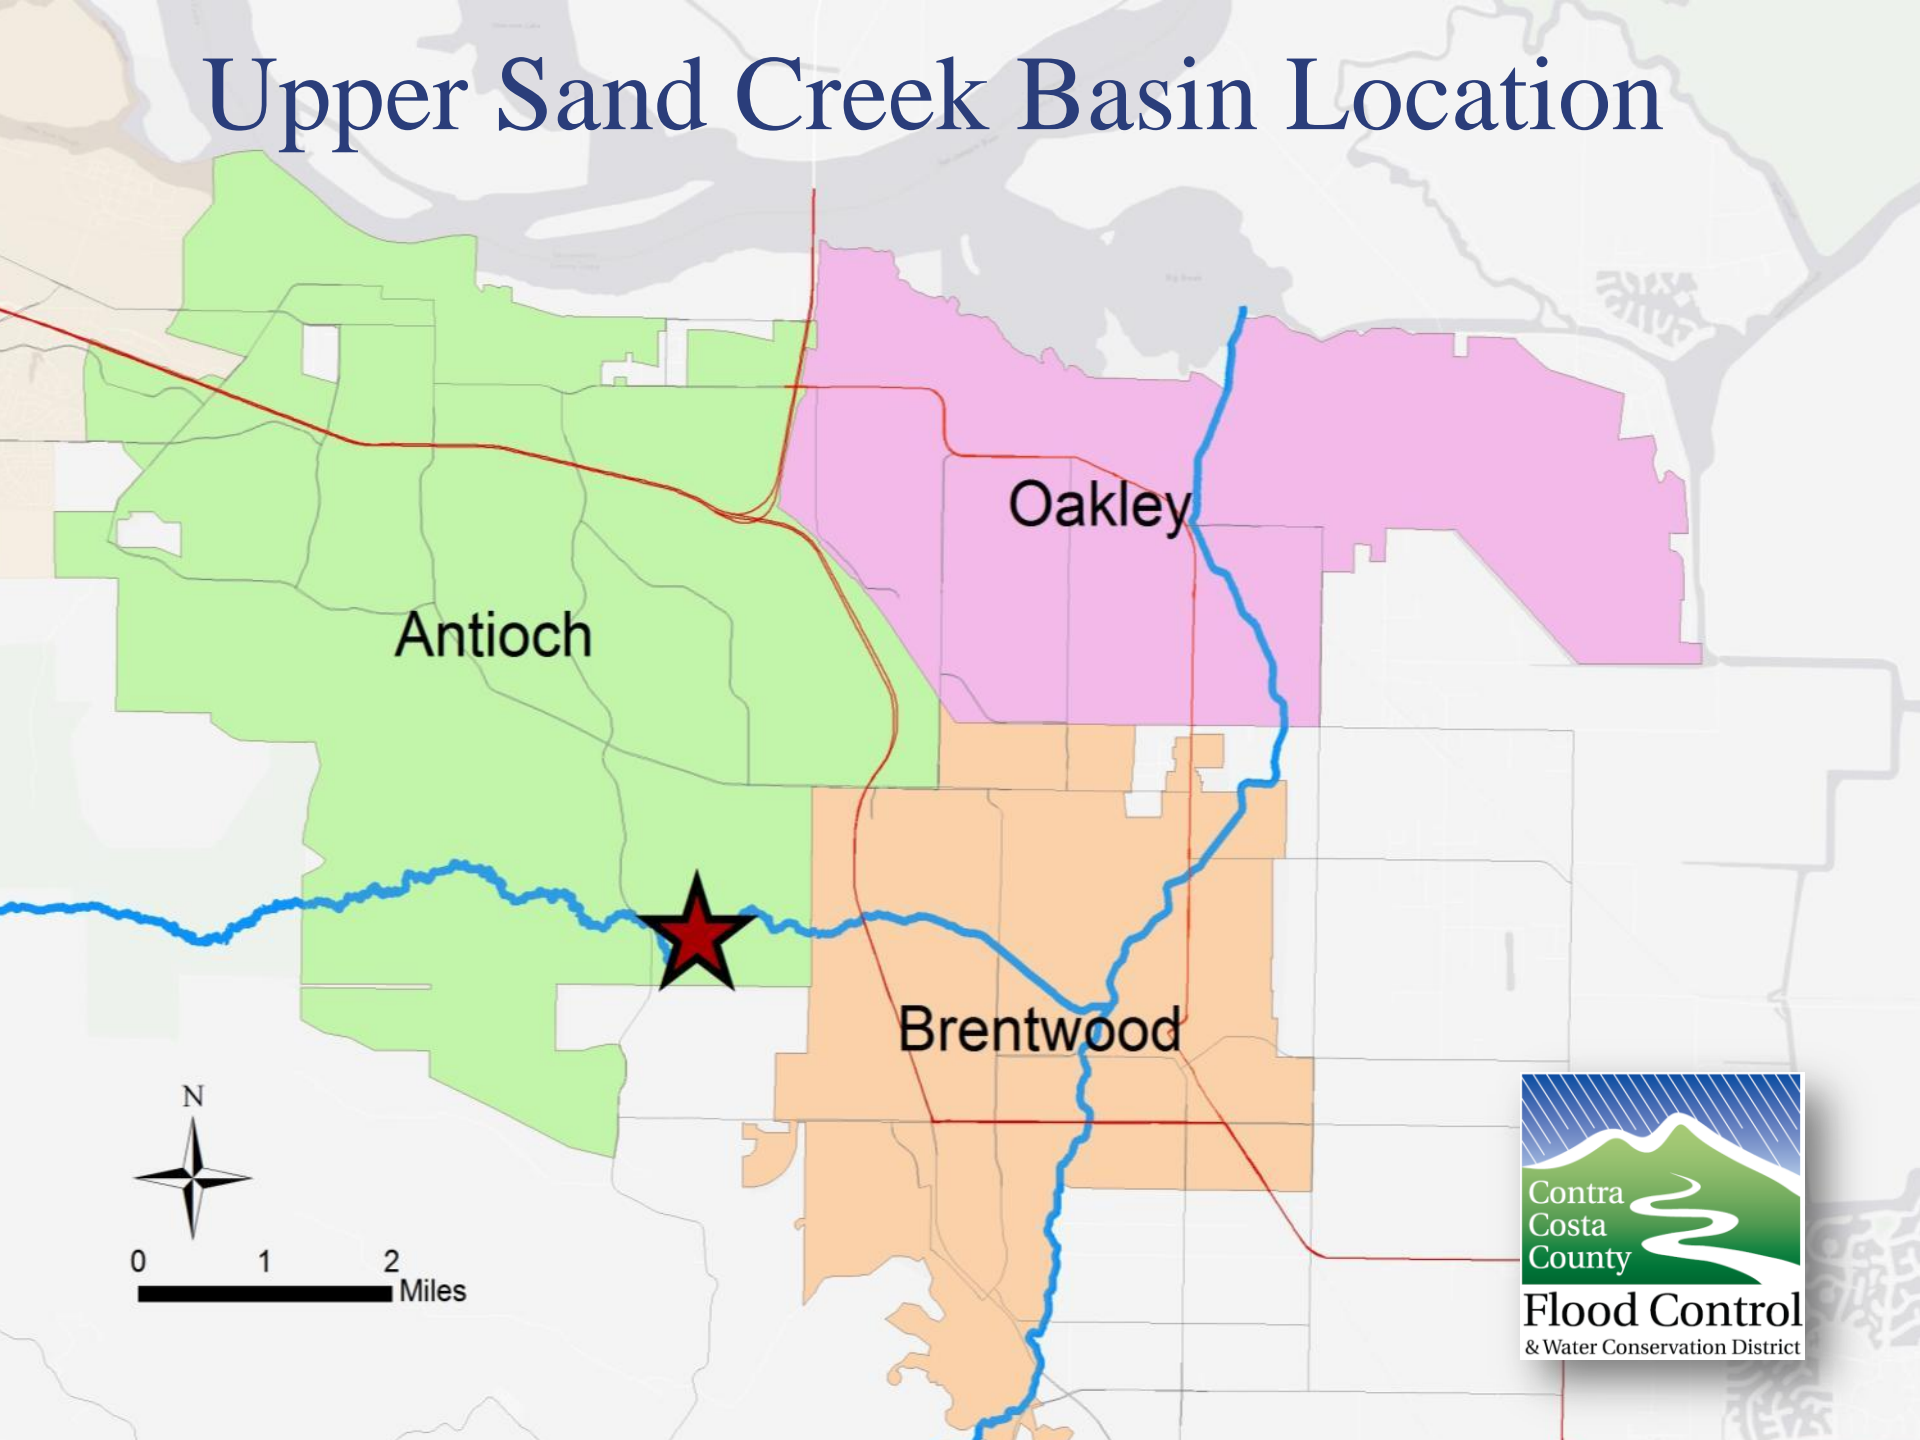 Upper Sand Creek Basin Location
Oakley
Antioch
Brentwood
N
0 1 2
Miles
Contra
Costa
County
Flood Control
& Water Conservation District